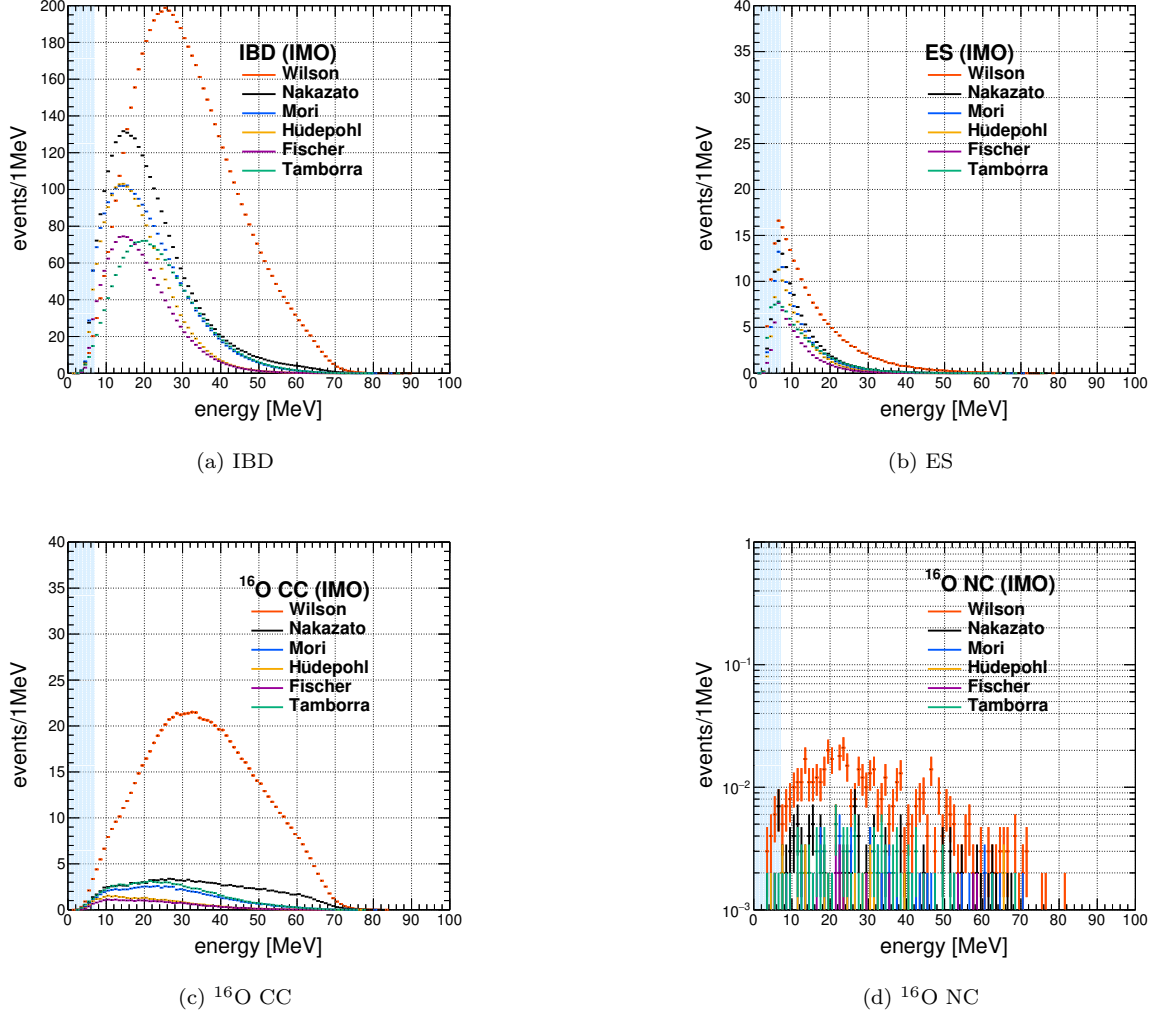 IBD (IMO)
Wilson
Nakazato
Mori
Hüdepohl
Fischer
Tamborra
events/1MeV
200
180
160
140
120
100
80
60
40
20
0
0 10 20 30 40 50 60 70 80 90 100
energy [MeV]
(a) IBD
ES (IMO)
Wilson
Nakazato
Mori
Hüdepohl
Fischer
Tamborra
events/1MeV
40
35
30
25
20
15
10
5
0
0 10 20 30 40 50 60 70 80 90 100
energy [MeV]
(b) ES
¹⁶O CC (IMO)
Wilson
Nakazato
Mori
Hüdepohl
Fischer
Tamborra
events/1MeV
40
35
30
25
20
15
10
5
0
0 10 20 30 40 50 60 70 80 90 100
energy [MeV]
(c) ¹⁶O CC
¹⁶O NC (IMO)
Wilson
Nakazato
Mori
Hüdepohl
Fischer
Tamborra
events/1MeV
1
10⁻¹
10⁻²
10⁻³
0 10 20 30 40 50 60 70 80 90 100
energy [MeV]
(d) ¹⁶O NC